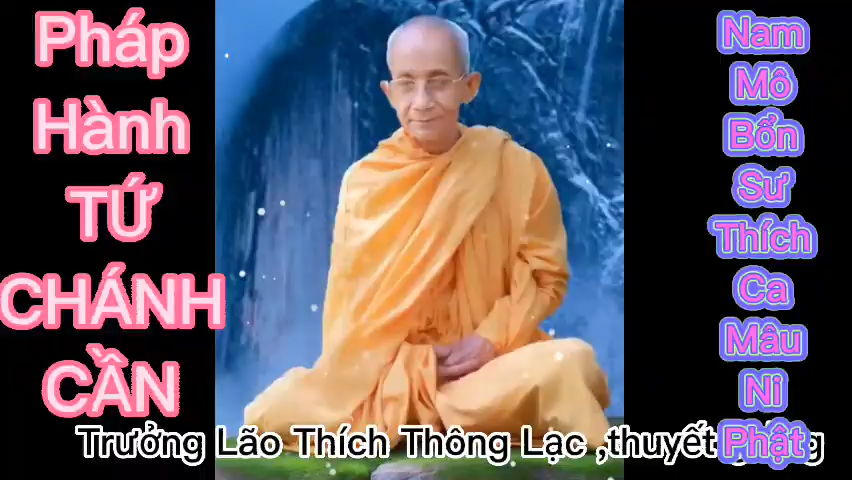 Pháp
Hành
TỨ
CHÁNH
CẦN
Nam
Mô
Bổn
Sư
Thích
Ca
Mâu
Ni
Phật
Trưởng Lão Thích Thông Lạc ,thuyết